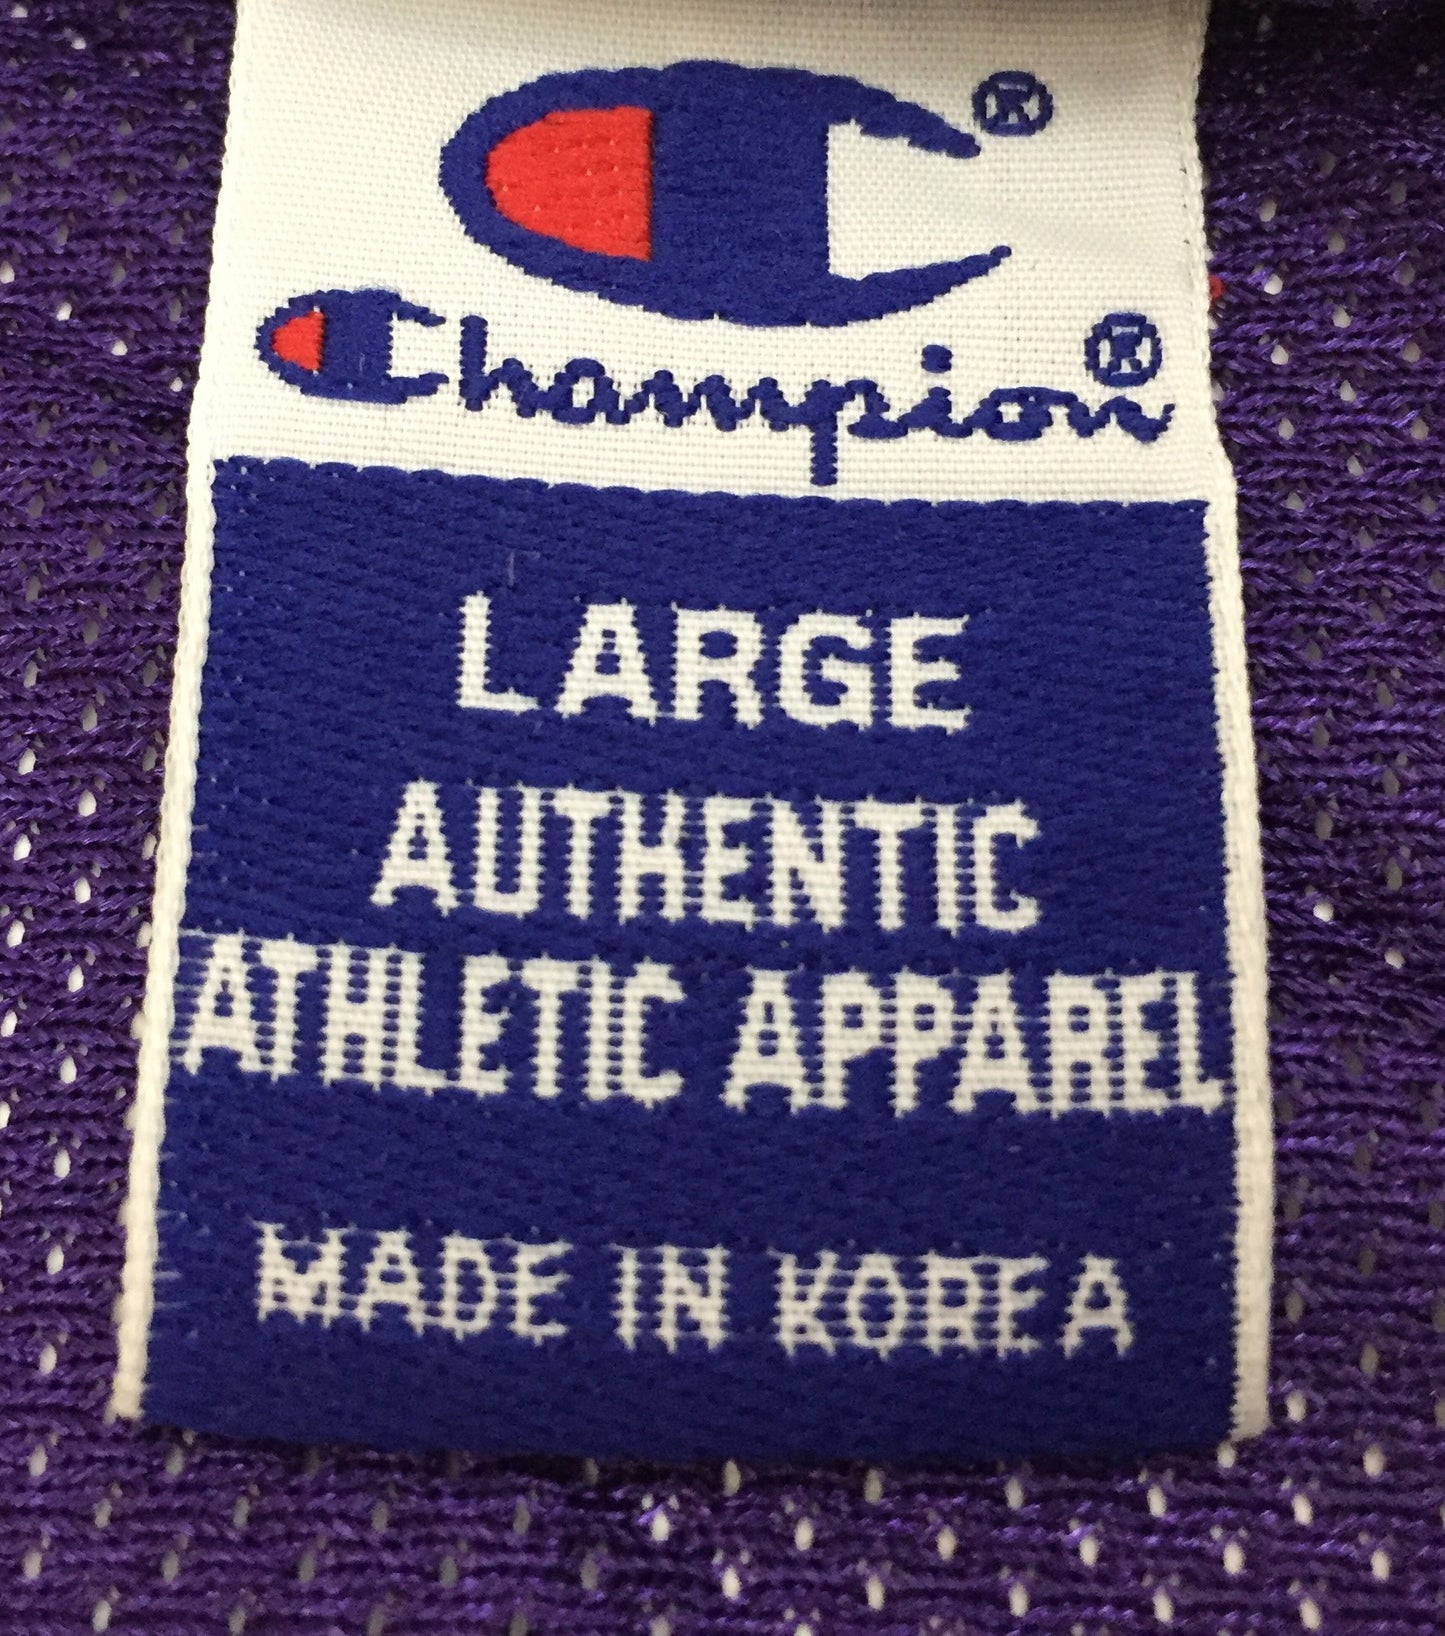 C®
Champion®
LARGE
AUTHENTIC
ATHLETIC APPAREL
MADE IN KOREA